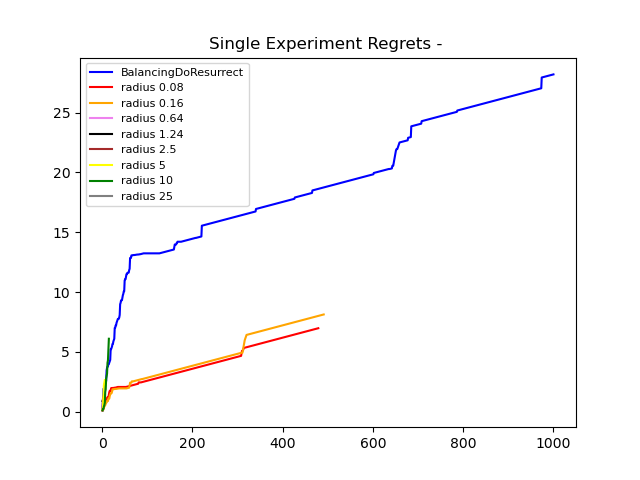 Single Experiment Regrets -
BalancingDoResurrect
radius 0.08
radius 0.16
radius 0.64
radius 1.24
radius 2.5
radius 5
radius 10
radius 25
25
20
15
10
5
0
0 200 400 600 800 1000